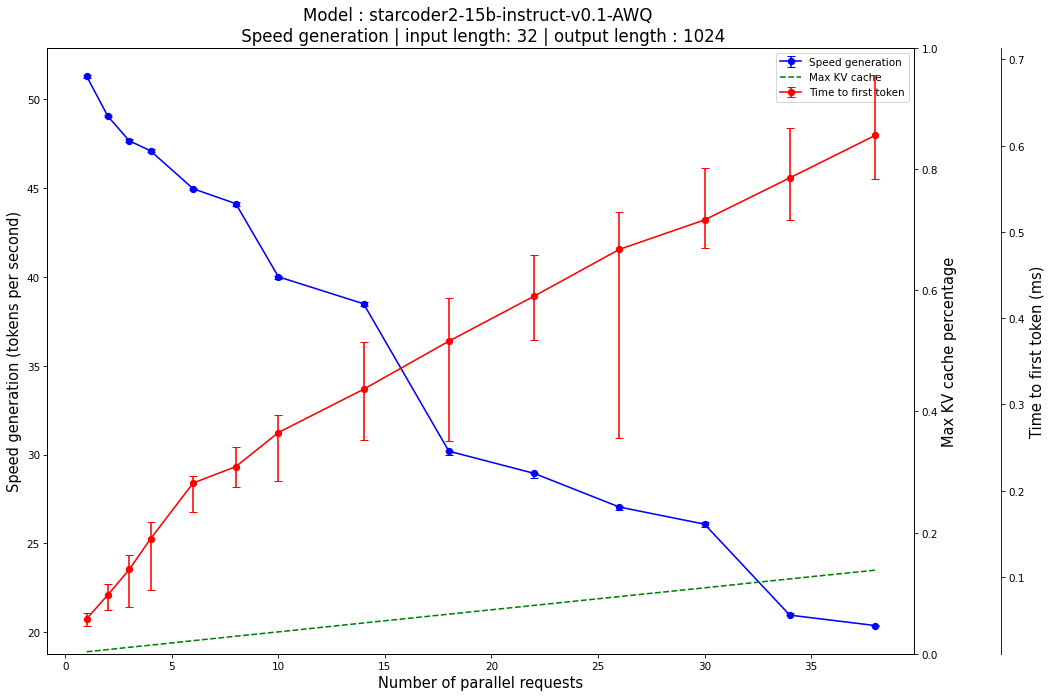 Model : starcoder2-15b-instruct-v0.1-AWQ
Speed generation | input length: 32 | output length : 1024
Speed generation
Max KV cache
Time to first token
Speed generation (tokens per second)
50
45
40
35
30
25
20
0 5 10 15 20 25 30 35
Number of parallel requests
1.0
0.8
0.6
0.4
0.2
0.0
Max KV cache percentage
0.7
0.6
0.5
0.4
0.3
0.2
0.1
Time to first token (ms)